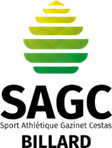 SAGC
Sport Athlétique Gazinet Cestas
BILLARD